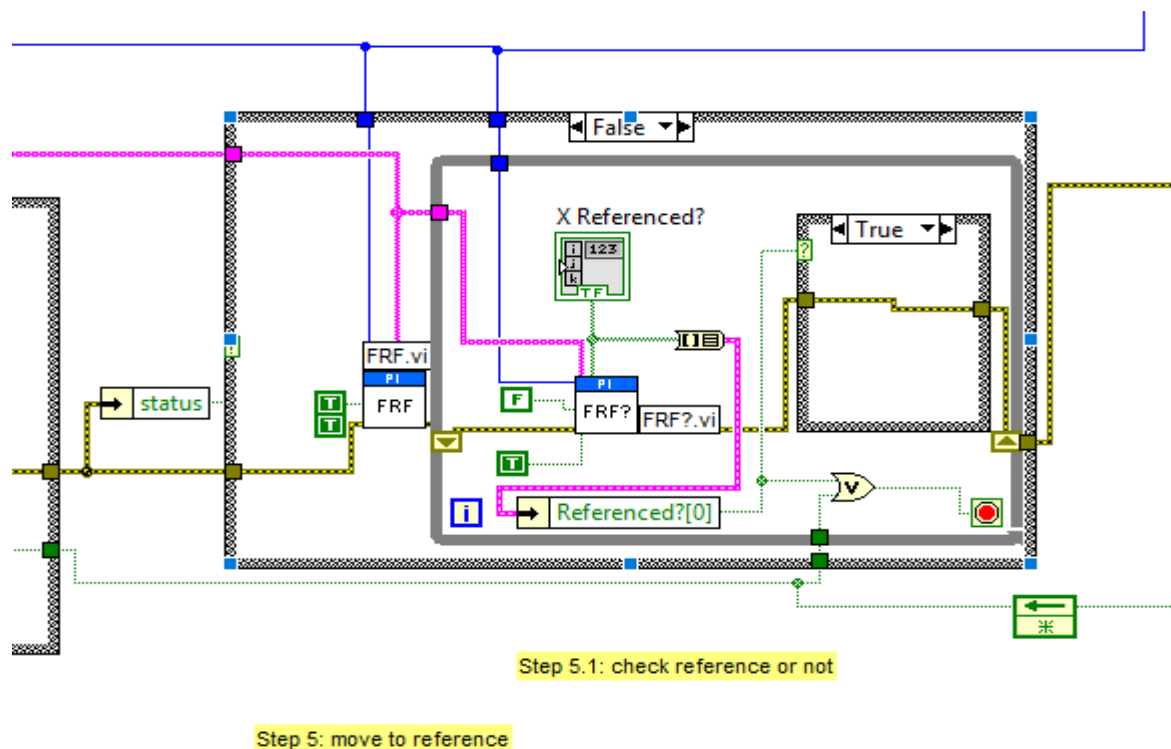 False
X Referenced?
i
j
k
123
TF
True
?
FRF.vi
PI
FRF
T
T
status
F
PI
FRF?
FRF?.vi
T
i
Referenced?[0]
V
Step 5.1: check reference or not
Step 5: move to reference